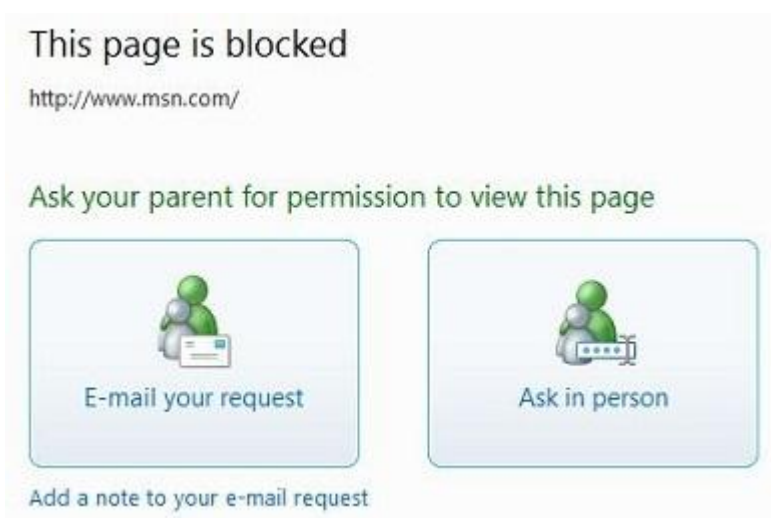 This page is blocked
http://www.msn.com/
Ask your parent for permission to view this page
E-mail your request
Ask in person
Add a note to your e-mail request